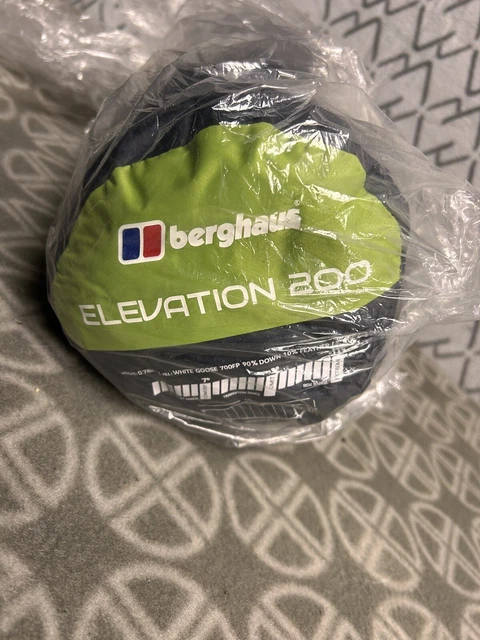 berghaus
ELEVATION 200
WHITE GOOSE 700FP 90% DOWN 10% FEATHER